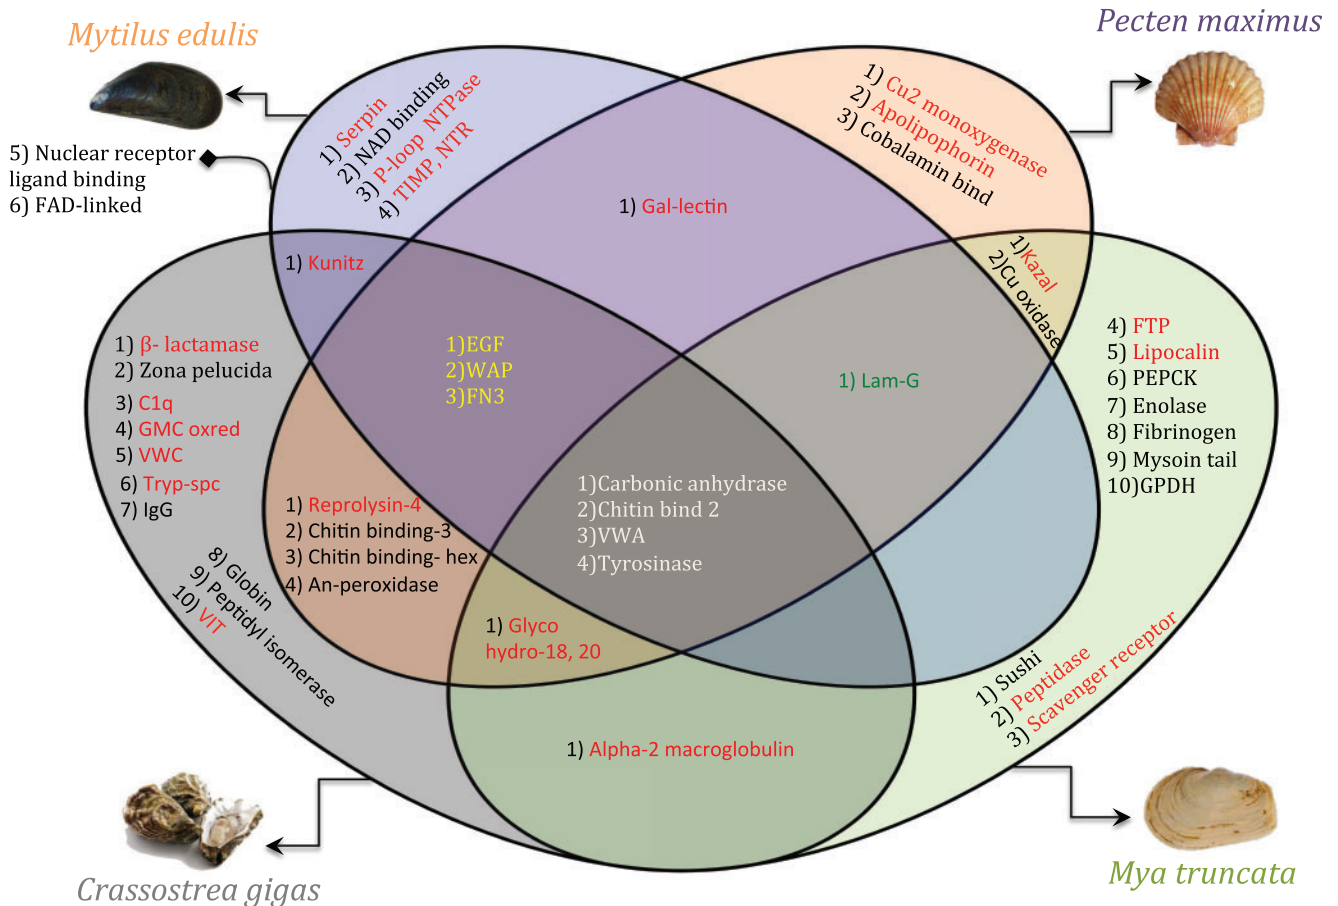 Mytilus edulis
Pecten maximus
5) Nuclear receptor
ligand binding
6) FAD-linked
1) Serpin
2) NAD binding
3) P-loop NTPase
4) TIMP, NTR
1) Cu2 monoxygenase
2) Apolipophorin
3) Cobalamin bind
1) Gal-lectin
1) Kunitz
1)Kazal
2)Cu oxidase
1) β- lactamase
2) Zona pelucida
3) C1q
4) GMC oxred
5) VWC
6) Tryp-spc
7) IgG
8) Globin
9) Peptidyl isomerase
10) VIT
1)EGF
2)WAP
3)FN3
1) Lam-G
4) FTP
5) Lipocalin
6) PEPCK
7) Enolase
8) Fibrinogen
9) Mysoin tail
10)GPDH
1) Reprolysin-4
2) Chitin binding-3
3) Chitin binding- hex
4) An-peroxidase
1)Carbonic anhydrase
2)Chitin bind 2
3)VWA
4)Tyrosinase
1) Glyco
hydro-18, 20
1) Sushi
2) Peptidase
3) Scavenger receptor
1) Alpha-2 macroglobulin
Crassostrea gigas
Mya truncata